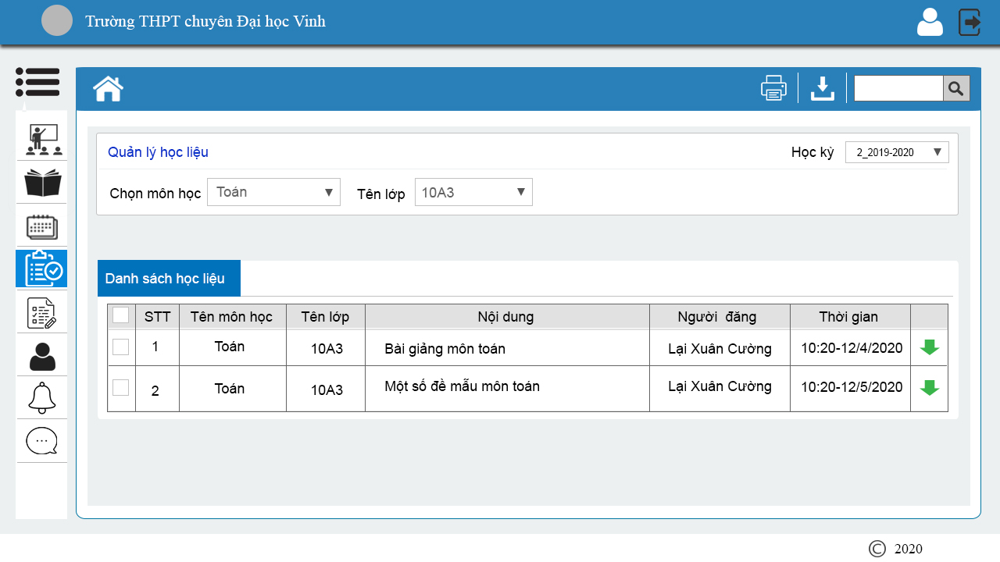 Trường THPT chuyên Đại học Vinh
Quản lý học liệu
Học kỳ 2_2019-2020
Chọn môn học Toán Tên lớp 10A3
Danh sách học liệu
STT Tên môn học Tên lớp Nội dung Người đăng Thời gian
1 Toán 10A3 Bài giảng môn toán Lại Xuân Cường 10:20-12/4/2020
2 Toán 10A3 Một số đề mẫu môn toán Lại Xuân Cường 10:20-12/5/2020
© 2020